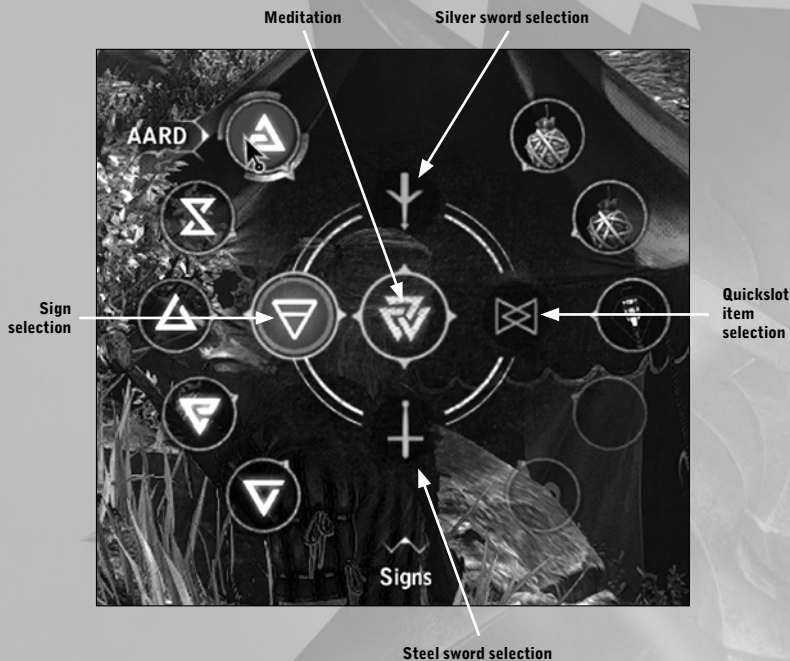 Meditation
Silver sword selection
AARD
Sign
selection
Quickslot
item
selection
Signs
Steel sword selection